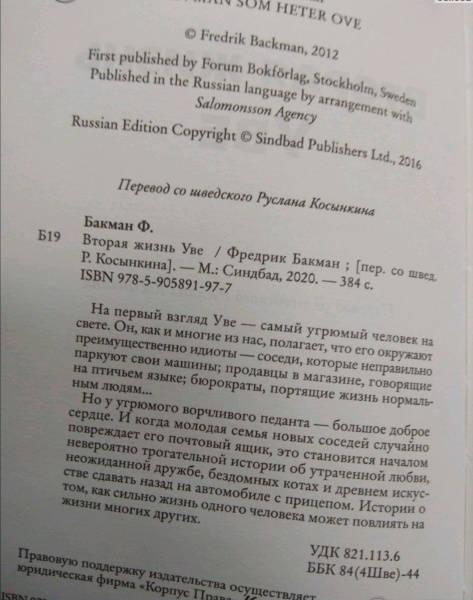 MAN SOM HETER OVE
© Fredrik Backman, 2012
First published by Forum Bokförlag, Stockholm, Sweden
Published in the Russian language by arrangement with
Salomonsson Agency
Russian Edition Copyright © Sindbad Publishers Ltd., 2016
Перевод со шведского Руслана Косынкина
Бакман Ф.
Б19 Вторая жизнь Уве / Фредрик Бакман ; [пер. со швед.
Р. Косынкина]. — М.: Синдбад, 2020. — 384 с.
ISBN 978-5-905891-97-7
На первый взгляд Уве — самый угрюмый человек на
свете. Он, как и многие из нас, полагает, что его окружают
преимущественно идиоты — соседи, которые неправильно
паркуют свои машины; продавцы в магазине, говорящие
на птичьем языке; бюрократы, портящие жизнь нормаль-
ным людям...
Но у угрюмого ворчливого педанта — большое доброе
сердце. И когда молодая семья новых соседей случайно
повреждает его почтовый ящик, это становится началом
невероятно трогательной истории об утраченной любви,
неожиданной дружбе, бездомных котах и древнем искус-
стве сдавать назад на автомобиле с прицепом. Истории о
том, как сильно жизнь одного человека может повлиять на
жизни многих других.
УДК 821.113.6
ББК 84(4Шве)-44
Правовую поддержку издательства осуществляет
юридическая фирма «Корпус Права»
ISBN